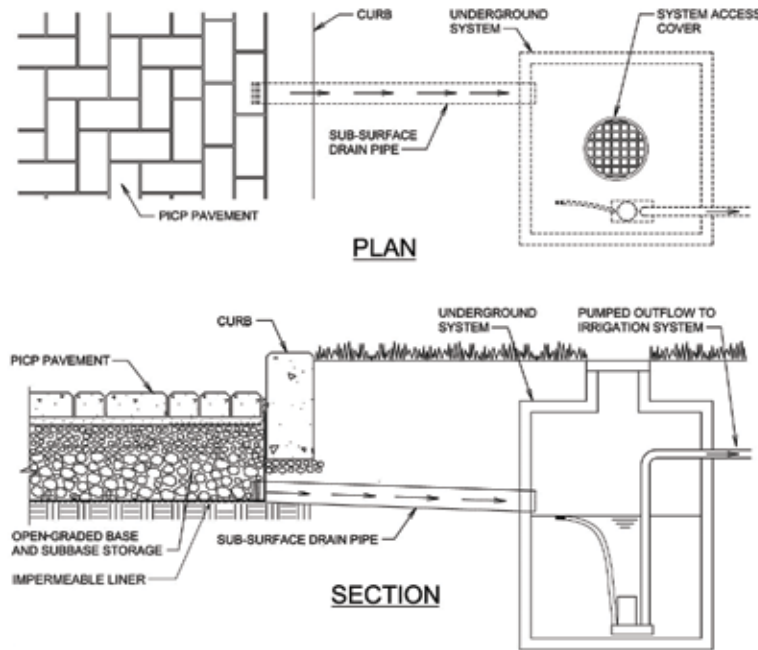 CURB
UNDERGROUND
SYSTEM
SYSTEM ACCESS
COVER
SUB-SURFACE
DRAIN PIPE
PICP PAVEMENT
PLAN
CURB
UNDERGROUND
SYSTEM
PUMPED OUTFLOW TO
IRRIGATION SYSTEM
PICP PAVEMENT
OPEN-GRADED BASE
AND SUBBASE STORAGE
SUB-SURFACE DRAIN PIPE
IMPERMEABLE LINER
SECTION